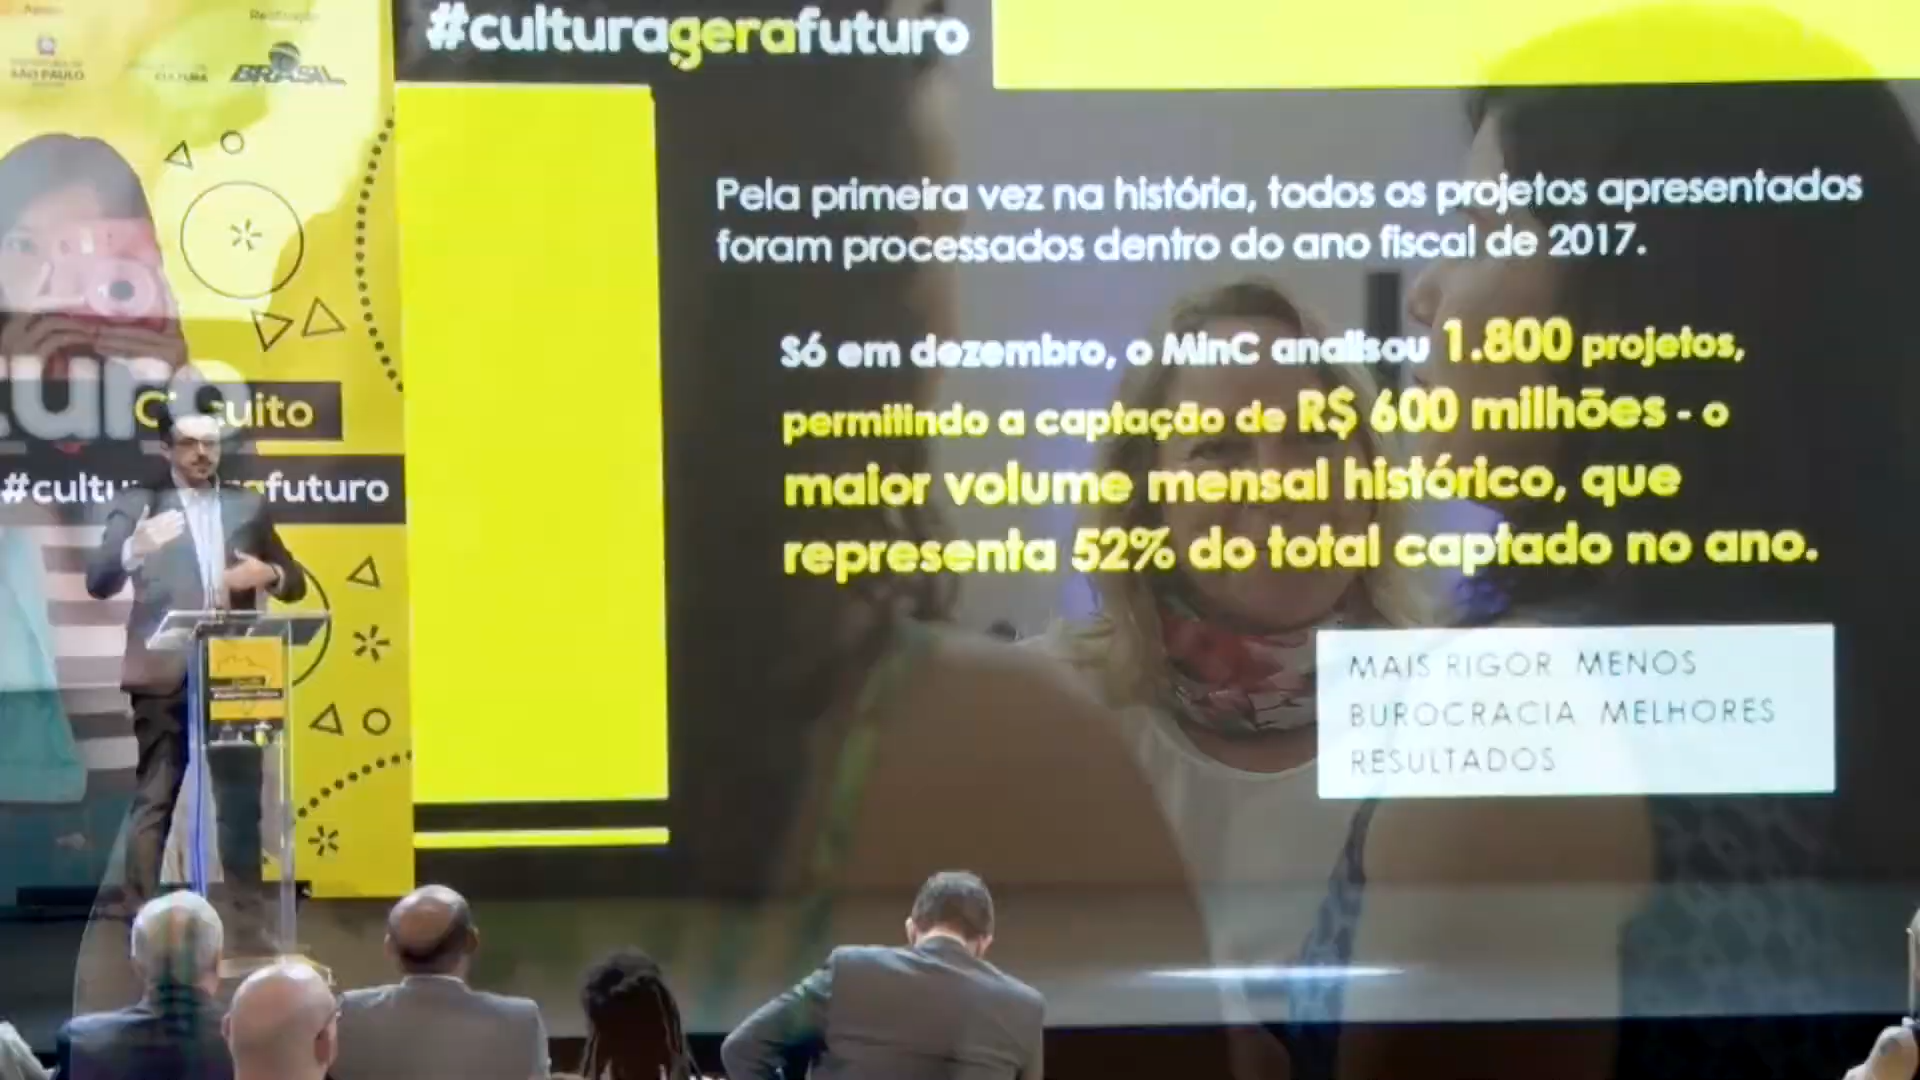 #culturagerafuturo
Realização
SÃO PAULO
CULTURA
BRASIL
Pela primeira vez na história, todos os projetos apresentados
foram processados dentro do ano fiscal de 2017.
Só em dezembro, o MinC analisou 1.800 projetos,
permitindo a captação de R$ 600 milhões - o
maior volume mensal histórico, que
representa 52% do total captado no ano.
MAIS RIGOR MENOS
BUROCRACIA MELHORES
RESULTADOS